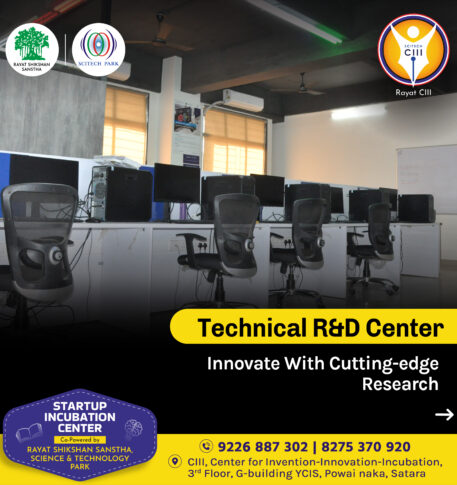 RAYAT SHIKSHAN
SANSTHA
SCITECH PARK
SCITECH
CIII
Rayat CIII
Technical R&D Center
Innovate With Cutting-edge
Research
STARTUP
INCUBATION
CENTER
Co-Powered by
RAYAT SHIKSHAN SANSTHA,
SCIENCE & TECHNOLOGY
PARK
9226 887 302 | 8275 370 920
CIII, Center for Invention-Innovation-Incubation,
3rd Floor, G-building YCIS, Powai naka, Satara